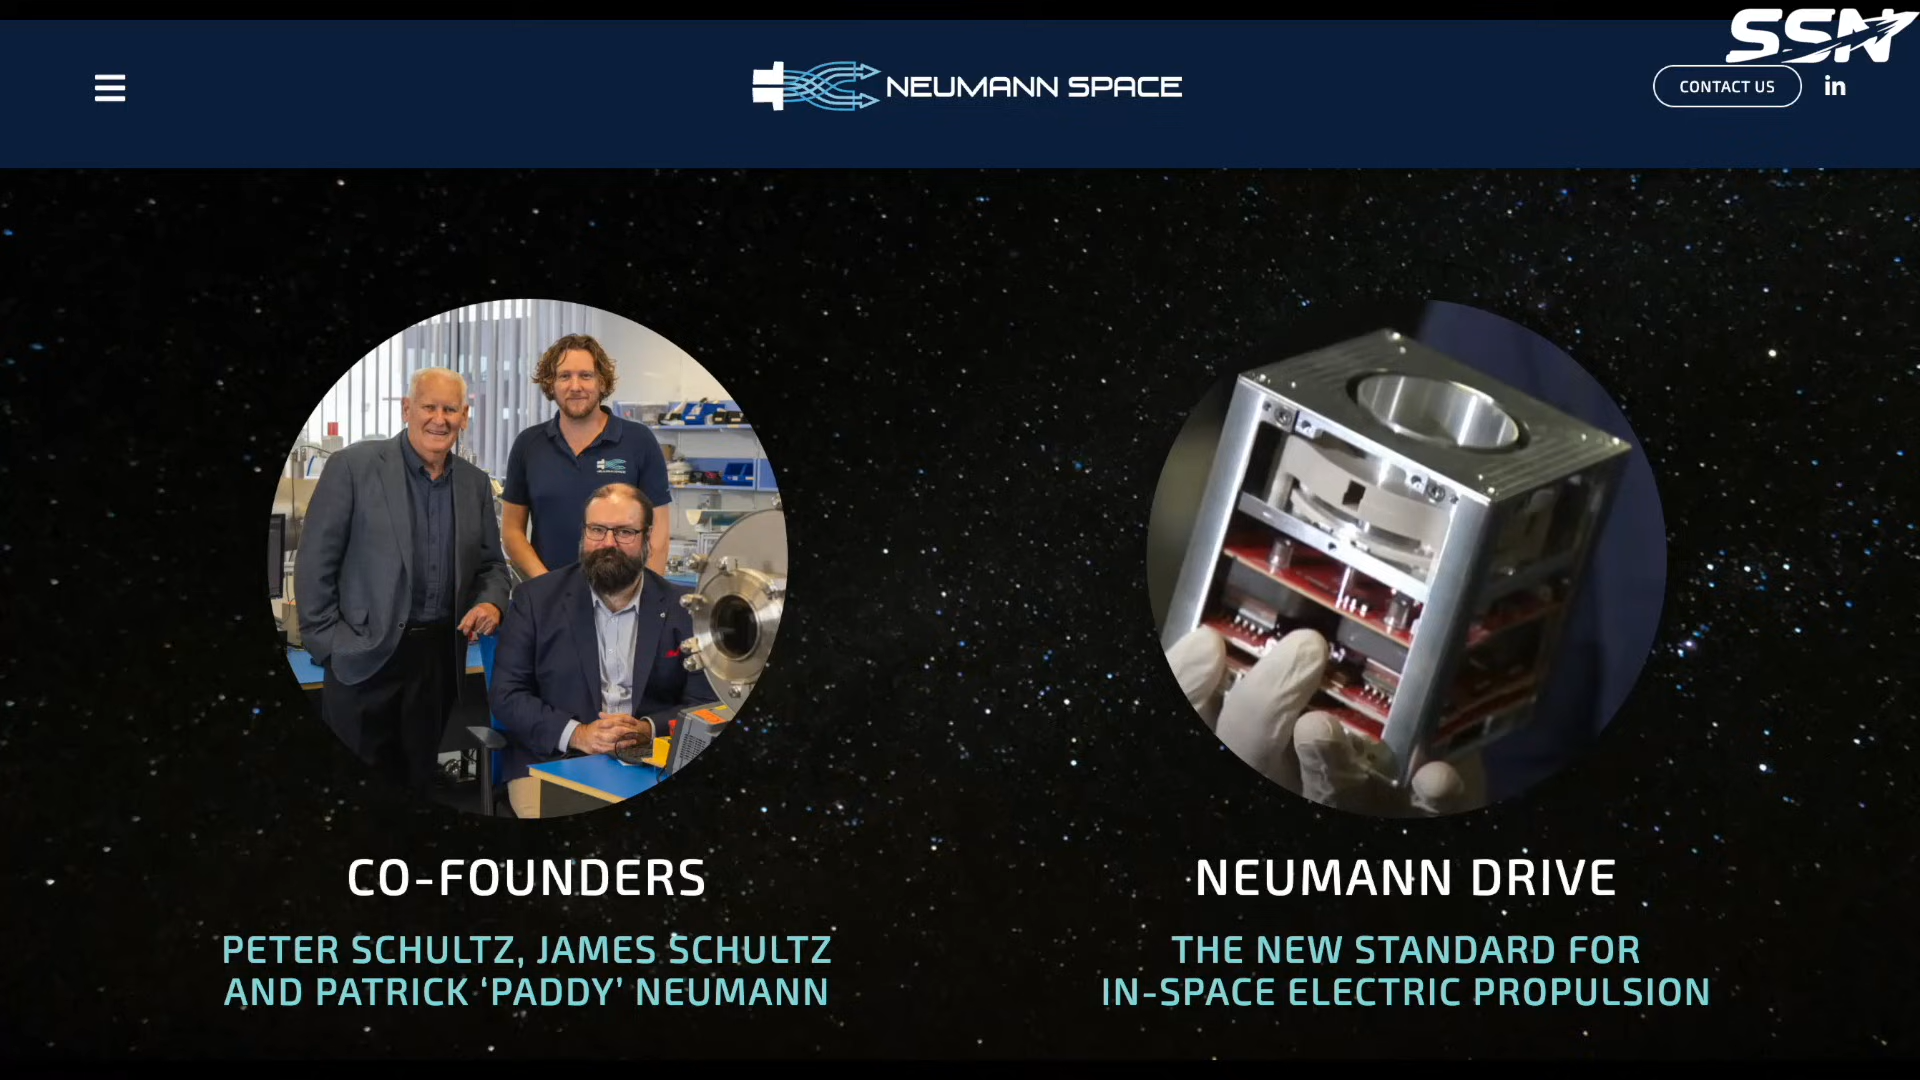 SSN
NEUMANN SPACE
CONTACT US
in
CO-FOUNDERS
PETER SCHULTZ, JAMES SCHULTZ
AND PATRICK ‘PADDY’ NEUMANN
NEUMANN DRIVE
THE NEW STANDARD FOR
IN-SPACE ELECTRIC PROPULSION